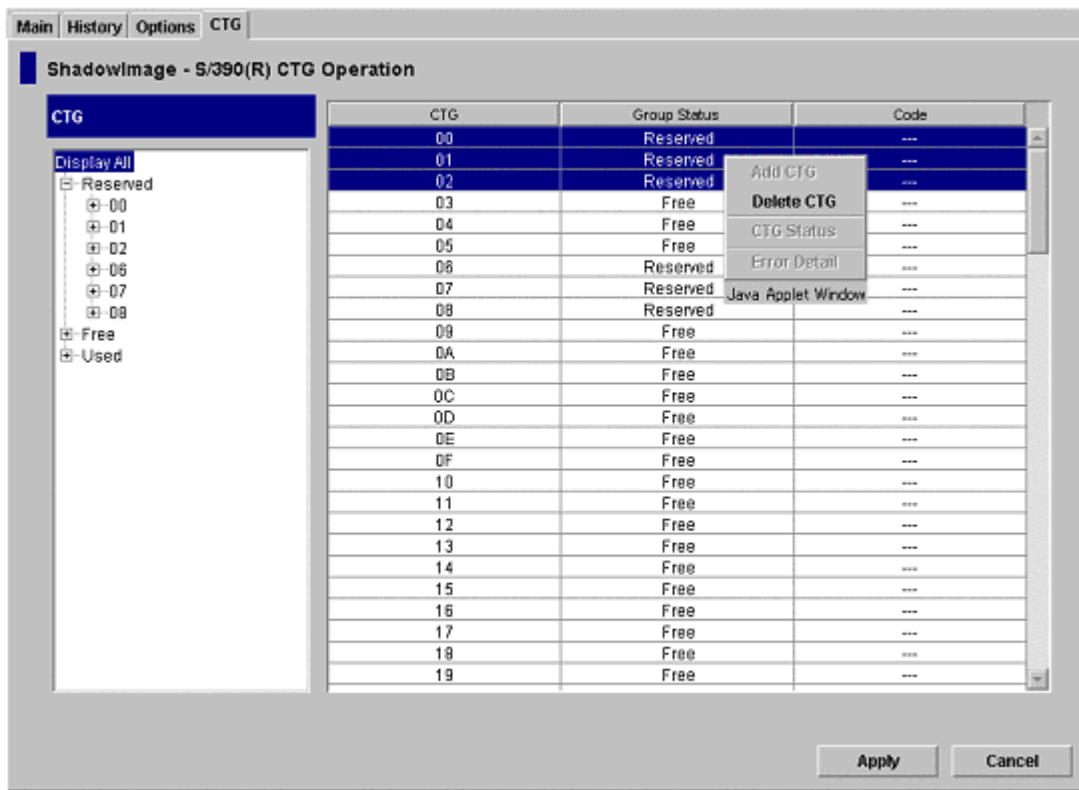 Main History Options CTG
ShadowImage - S/390(R) CTG Operation
CTG
Display All
Reserved
00
01
02
06
07
08
Free
Used
CTG Group Status Code
00 Reserved ---
01 Reserved ---
02 Reserved ---
03 Free ---
04 Free ---
05 Free ---
06 Reserved ---
07 Reserved ---
08 Reserved ---
09 Free ---
0A Free ---
0B Free ---
0C Free ---
0D Free ---
0E Free ---
0F Free ---
10 Free ---
11 Free ---
12 Free ---
13 Free ---
14 Free ---
15 Free ---
16 Free ---
17 Free ---
18 Free ---
19 Free ---
Add CTG
Delete CTG
CTG Status
Error Detail
Java Applet Window
Apply Cancel